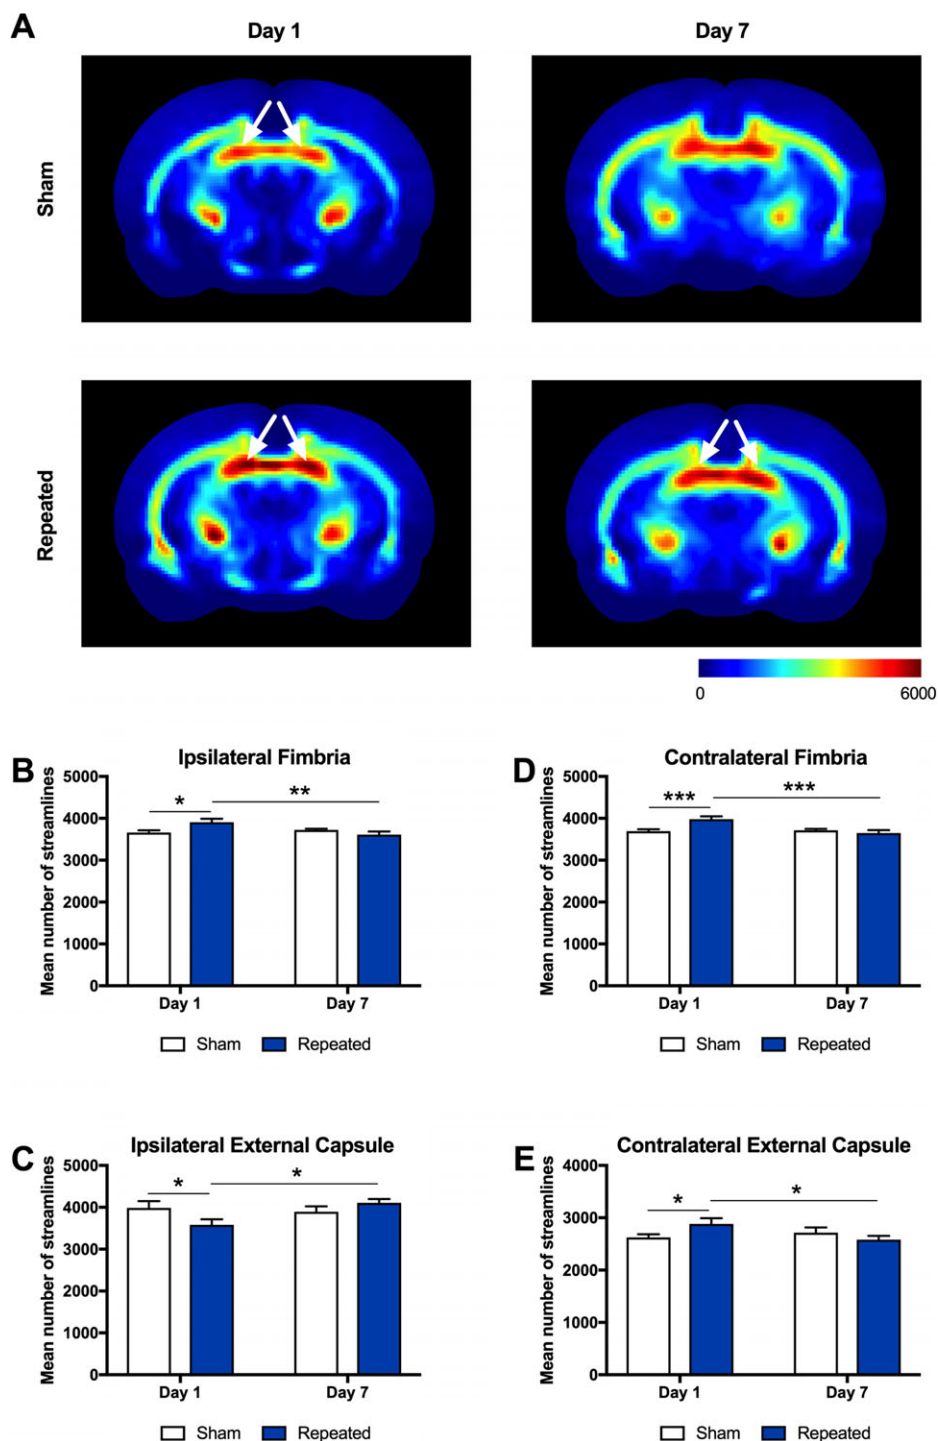 A
Day 1
Day 7
Sham
Repeated
0
6000
B
Ipsilateral Fimbria
Mean number of streamlines
5000
4000
3000
2000
1000
0
*
**
Day 1
Day 7
Sham
Repeated
D
Contralateral Fimbria
Mean number of streamlines
5000
4000
3000
2000
1000
0
***
***
Day 1
Day 7
Sham
Repeated
C
Ipsilateral External Capsule
Mean number of streamlines
5000
4000
3000
2000
1000
0
*
*
Day 1
Day 7
Sham
Repeated
E
Contralateral External Capsule
Mean number of streamlines
4000
3000
2000
1000
0
*
*
Day 1
Day 7
Sham
Repeated